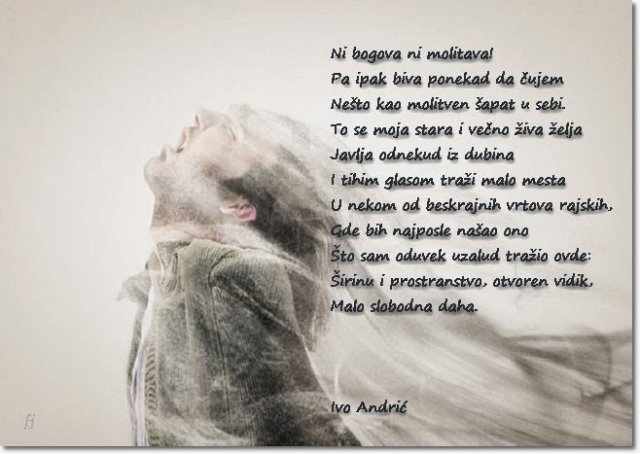 Ni bogova ni molitava!
Pa ipak biva ponekad da čujem
Nešto kao molitven šapat u sebi.
To se moja stara i večno živa želja
Javlja odnekud iz dubina
I tihim glasom traži malo mesta
U nekom od beskrajnih vrtova rajskih,
Gde bih najposle našao ono
Što sam oduvek uzalud tražio ovde:
Širinu i prostranstvo, otvoren vidik,
Malo slobodna daha.
Ivo Andrić